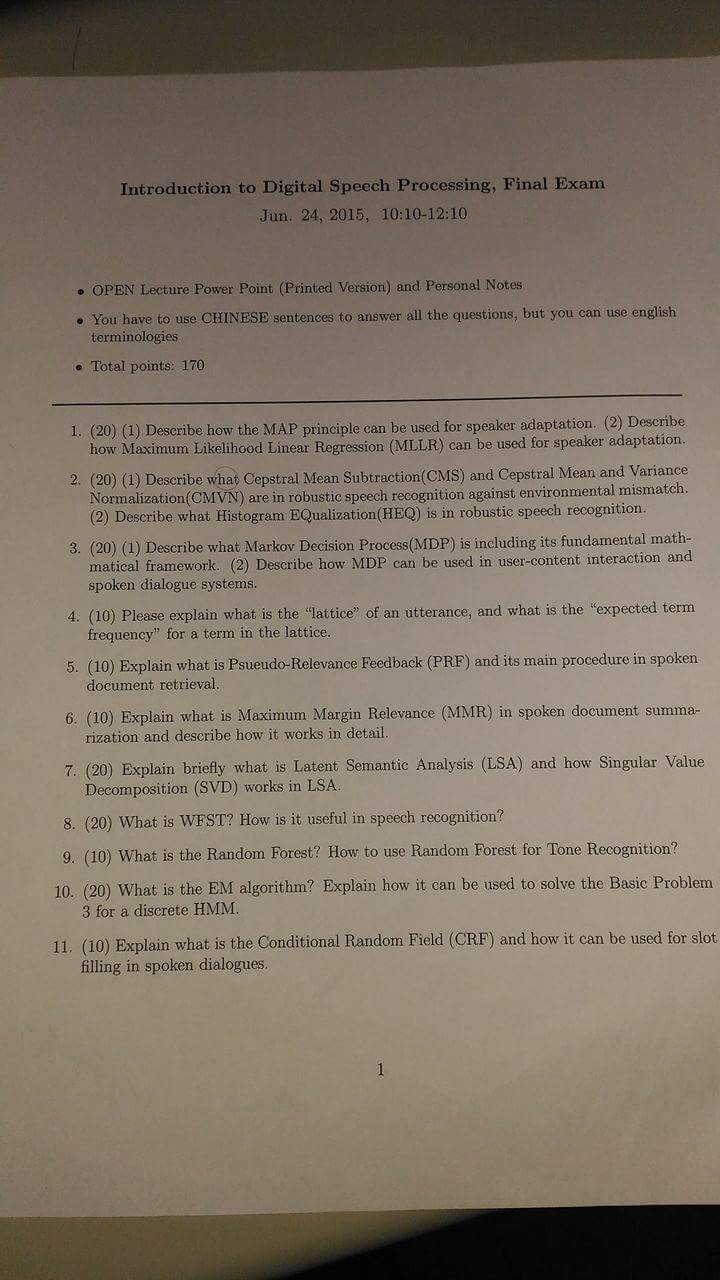 Introduction to Digital Speech Processing, Final Exam
Jun. 24, 2015, 10:10-12:10
• OPEN Lecture Power Point (Printed Version) and Personal Notes
• You have to use CHINESE sentences to answer all the questions, but you can use english
terminologies
• Total points: 170
1. (20) (1) Describe how the MAP principle can be used for speaker adaptation. (2) Describe
how Maximum Likelihood Linear Regression (MLLR) can be used for speaker adaptation.
2. (20) (1) Describe what Cepstral Mean Subtraction(CMS) and Cepstral Mean and Variance
Normalization(CMVN) are in robustic speech recognition against environmental mismatch.
(2) Describe what Histogram EQualization(HEQ) is in robustic speech recognition.
3. (20) (1) Describe what Markov Decision Process(MDP) is including its fundamental math-
matical framework. (2) Describe how MDP can be used in user-content interaction and
spoken dialogue systems.
4. (10) Please explain what is the “lattice” of an utterance, and what is the “expected term
frequency” for a term in the lattice.
5. (10) Explain what is Psueudo-Relevance Feedback (PRF) and its main procedure in spoken
document retrieval.
6. (10) Explain what is Maximum Margin Relevance (MMR) in spoken document summa-
rization and describe how it works in detail.
7. (20) Explain briefly what is Latent Semantic Analysis (LSA) and how Singular Value
Decomposition (SVD) works in LSA.
8. (20) What is WFST? How is it useful in speech recognition?
9. (10) What is the Random Forest? How to use Random Forest for Tone Recognition?
10. (20) What is the EM algorithm? Explain how it can be used to solve the Basic Problem
3 for a discrete HMM.
11. (10) Explain what is the Conditional Random Field (CRF) and how it can be used for slot
filling in spoken dialogues.
1